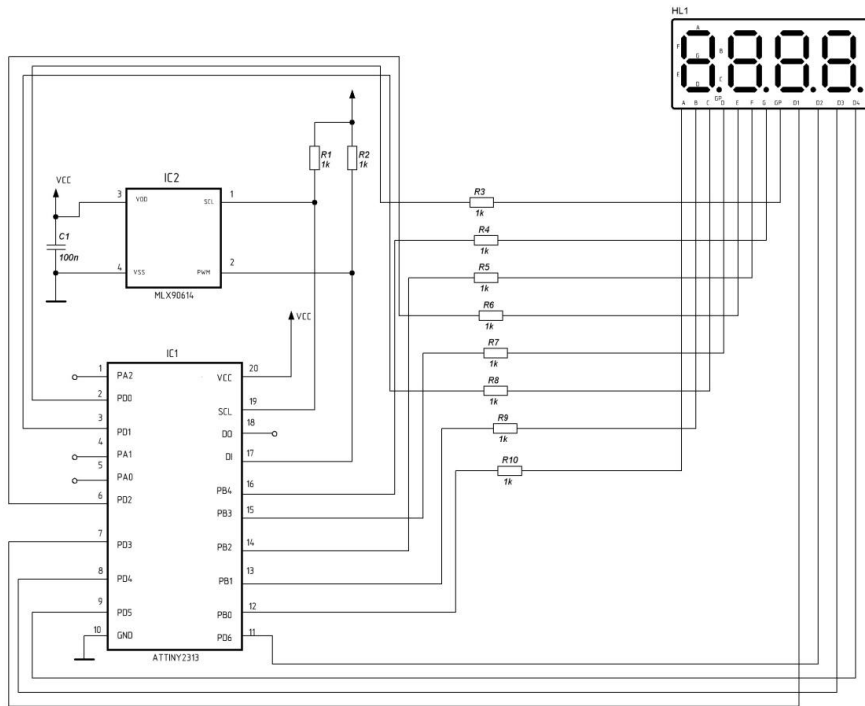 HL1
A
F
B
G
E
C
D
GP
A B C D E F G GP D1 D2 D3 D4
R1
1k
R2
1k
VCC
IC2
3 VDD SCL 1
C1
100n
4 VSS PWM 2
MLX90614
R3
1k
R4
1k
R5
1k
R6
1k
R7
1k
R8
1k
R9
1k
R10
1k
VCC
IC1
1 PA2 VCC 20
2 PD0 SCL 19
3 PD1 DO 18
4 PA1 DI 17
5 PA0 PB4 16
6 PD2 PB3 15
7 PD3 PB2 14
8 PD4 PB1 13
9 PD5 PB0 12
10 GND PD6 11
ATTINY2313